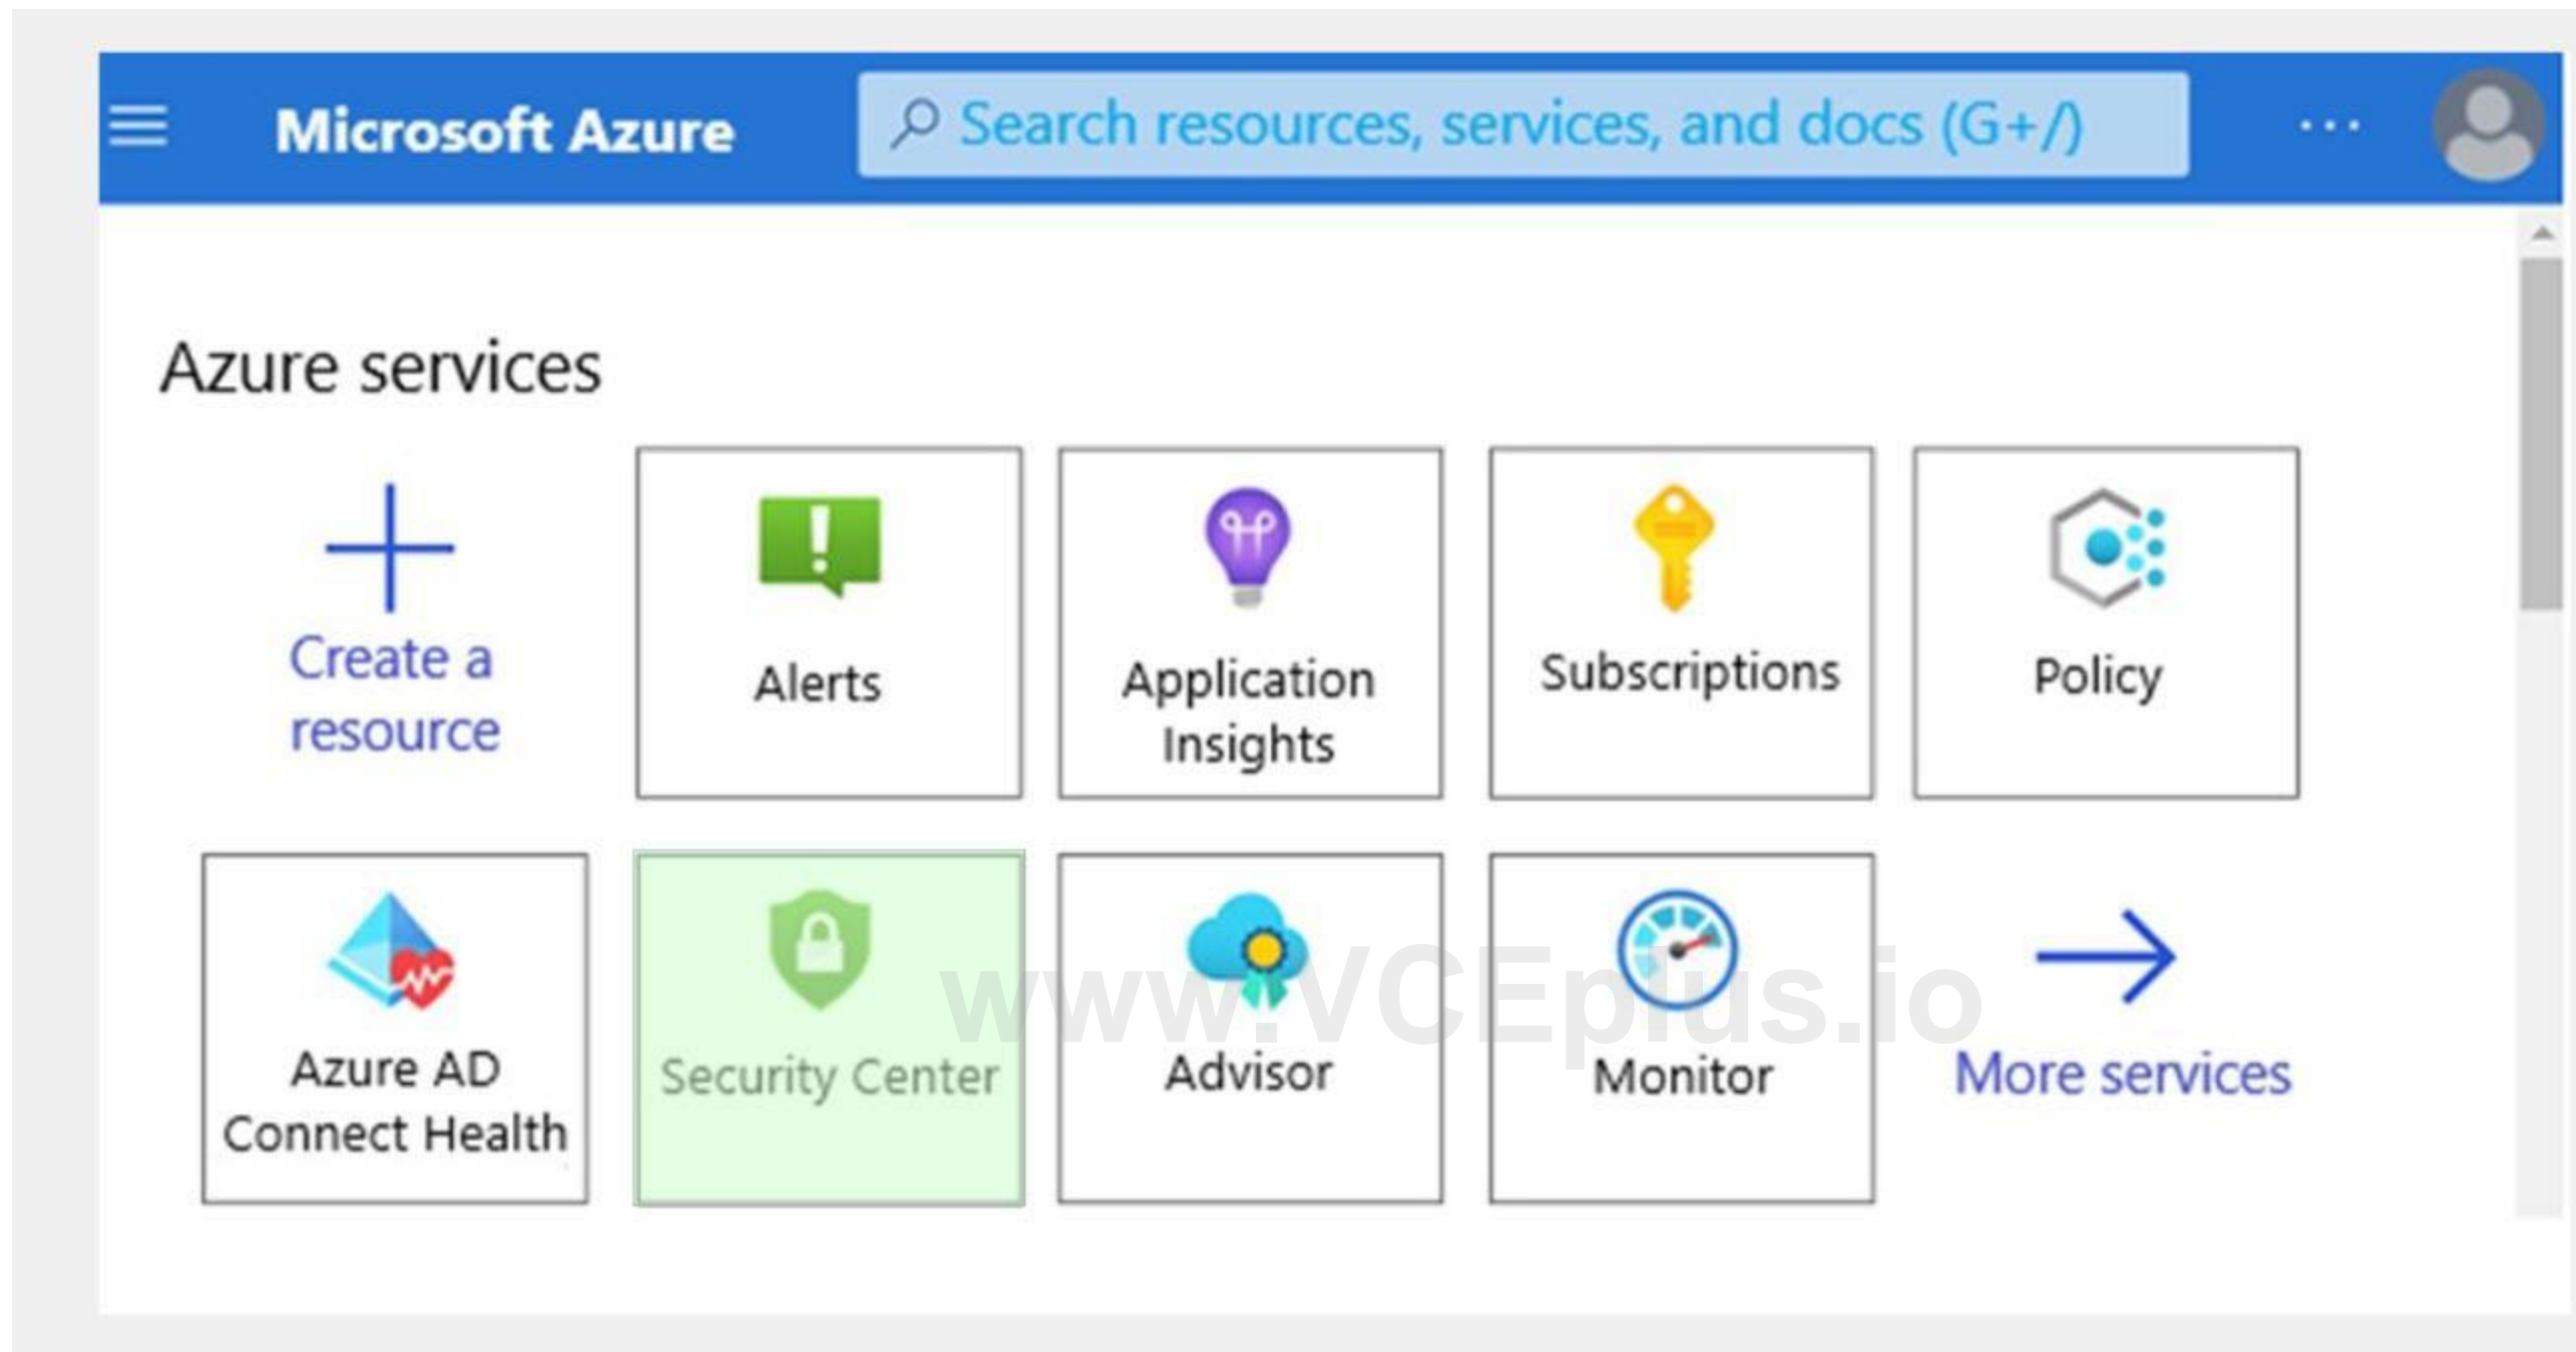 Microsoft Azure
Search resources, services, and docs (G+/)
...
Azure services
Create a
resource
Alerts
Application
Insights
Subscriptions
Policy
Azure AD
Connect Health
Security Center
Advisor
Monitor
More services
www.VCEplus.io